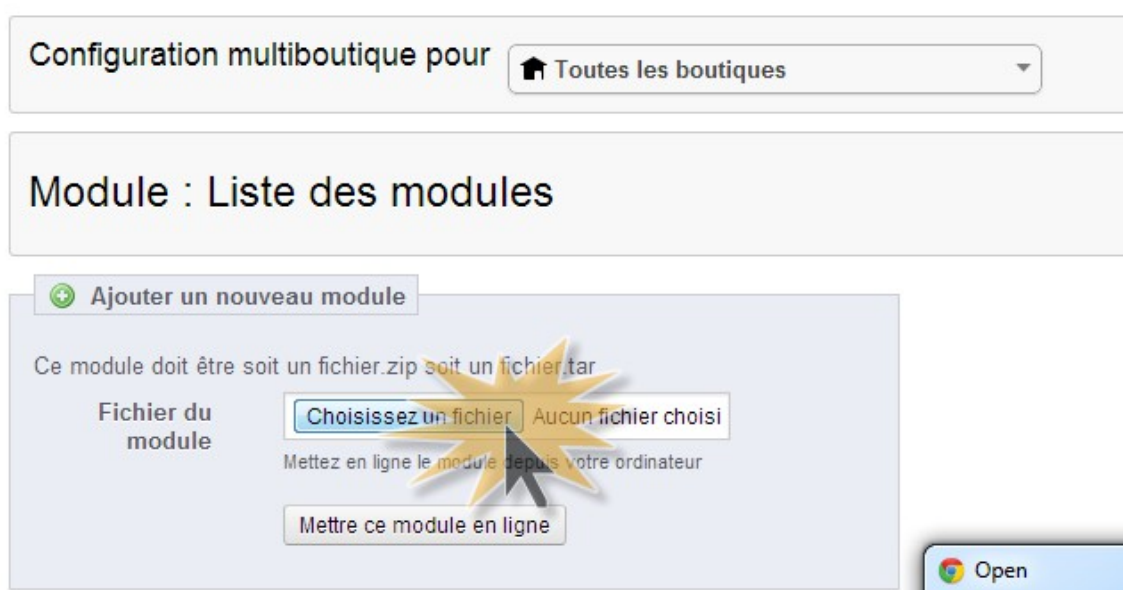 Configuration multiboutique pour
Toutes les boutiques
Module : Liste des modules
Ajouter un nouveau module
Ce module doit être soit un fichier.zip soit un fichier.tar
Fichier du
module
Choisissez un fichier
Aucun fichier choisi
Mettez en ligne le module depuis votre ordinateur
Mettre ce module en ligne
Open